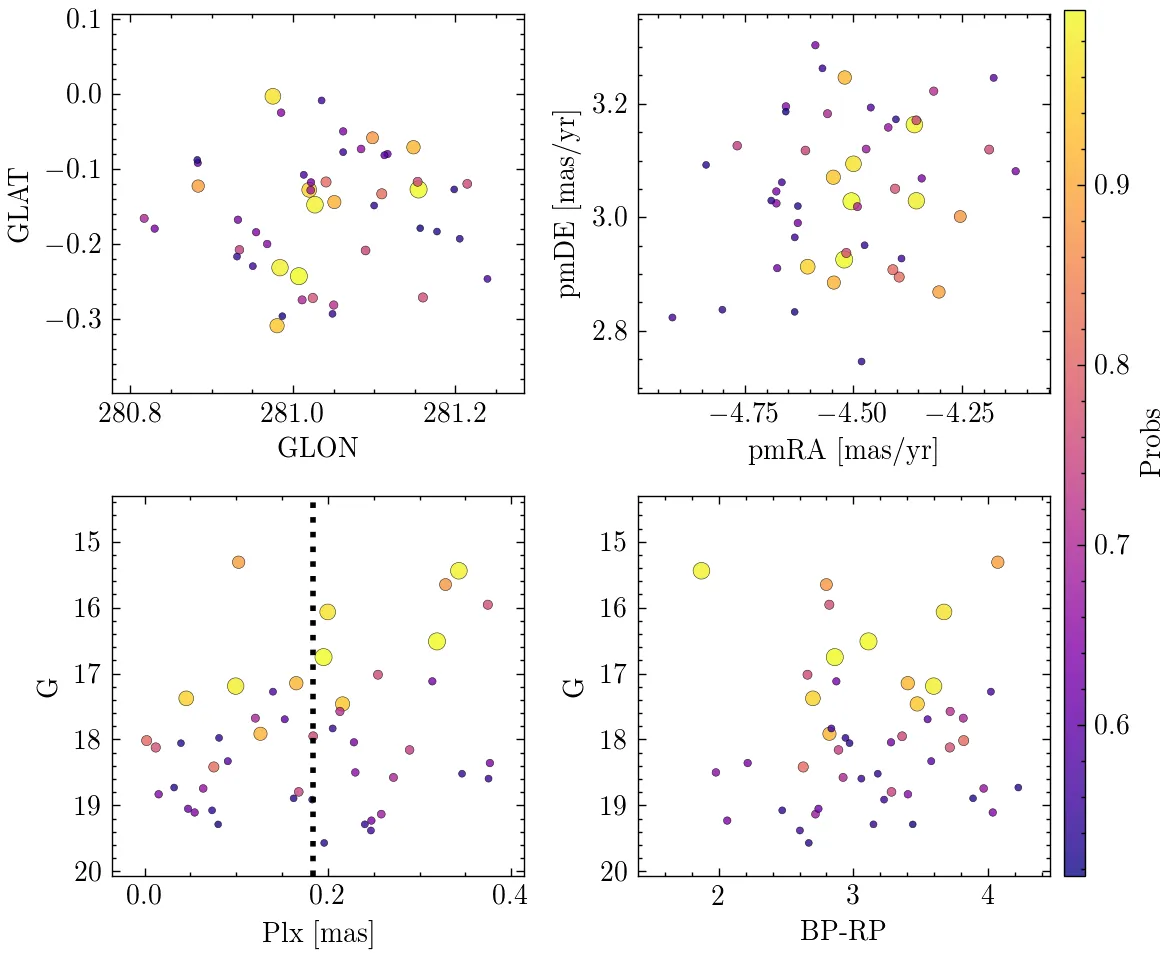 0.1
0.0
−0.1
−0.2
−0.3
GLAT
280.8 281.0 281.2
GLON
3.2
3.0
2.8
pmDE [mas/yr]
−4.75 −4.50 −4.25
pmRA [mas/yr]
0.9
0.8
0.7
0.6
Probs
15
16
17
18
19
20
G
0.0 0.2 0.4
Plx [mas]
15
16
17
18
19
20
G
2 3 4
BP-RP